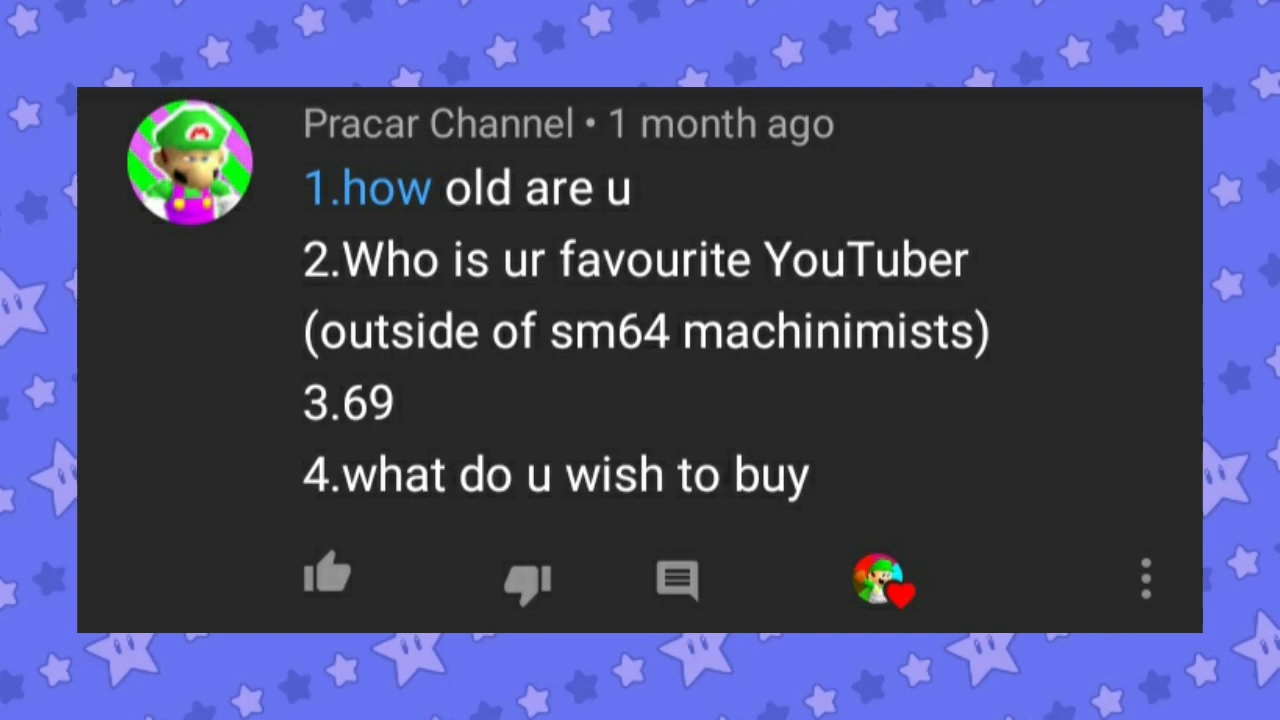 Pracar Channel • 1 month ago
1.how old are u
2.Who is ur favourite YouTuber
(outside of sm64 machinimists)
3.69
4.what do u wish to buy